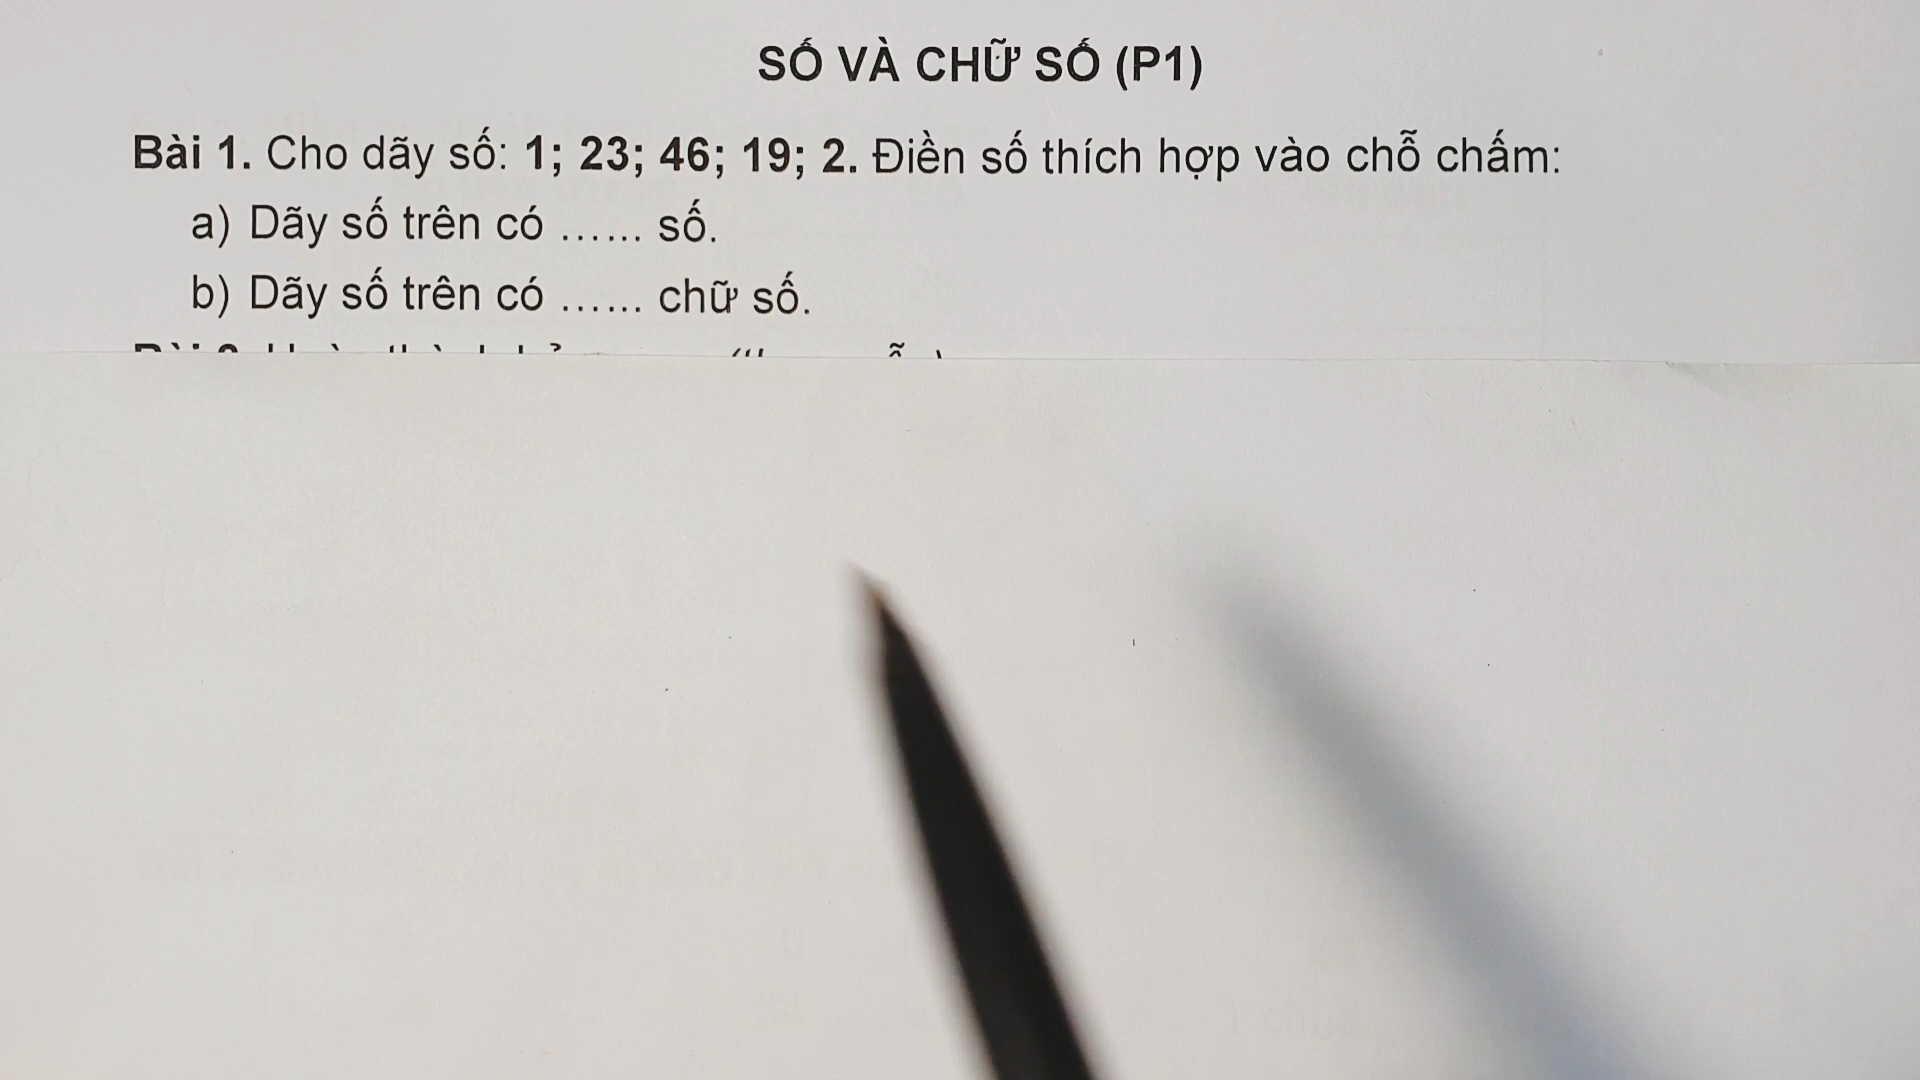 SỐ VÀ CHỮ SỐ (P1)
Bài 1. Cho dãy số: 1; 23; 46; 19; 2. Điền số thích hợp vào chỗ chấm:
a) Dãy số trên có ...... số.
b) Dãy số trên có ...... chữ số.